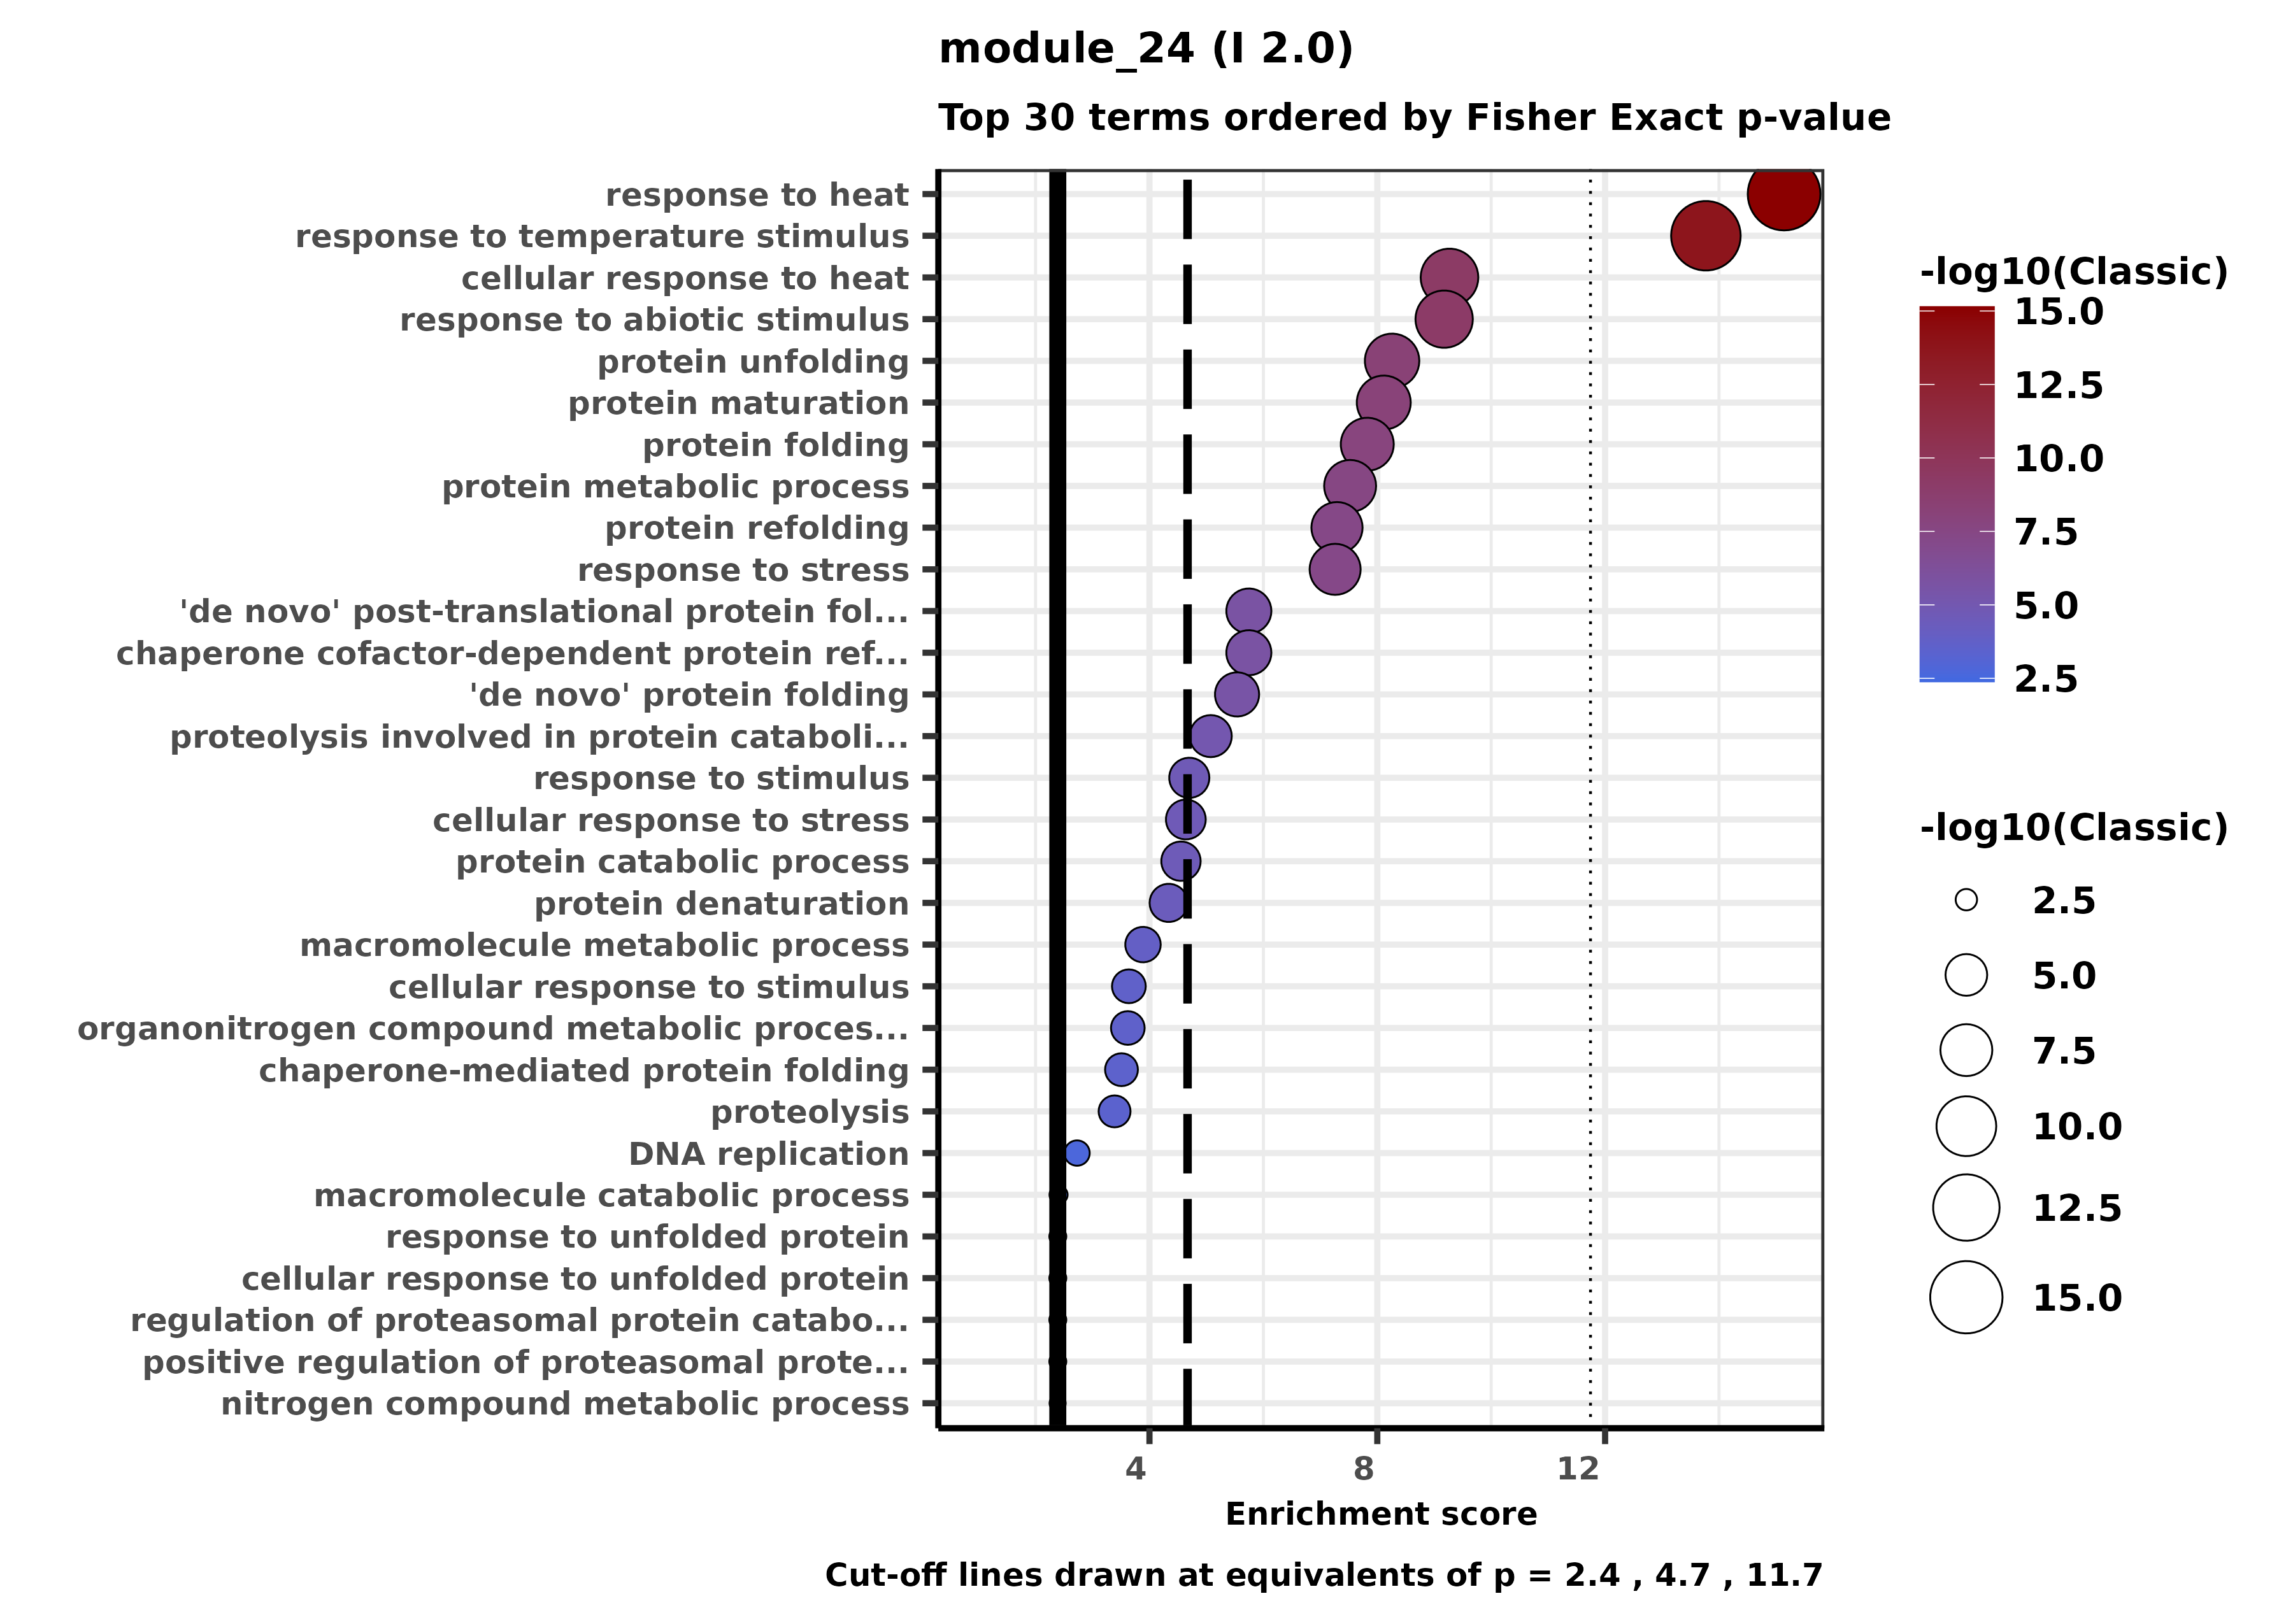 module_24 (I 2.0)
Top 30 terms ordered by Fisher Exact p-value
response to heat
response to temperature stimulus
cellular response to heat
response to abiotic stimulus
protein unfolding
protein maturation
protein folding
protein metabolic process
protein refolding
response to stress
'de novo' post-translational protein fol...
chaperone cofactor-dependent protein ref...
'de novo' protein folding
proteolysis involved in protein cataboli...
response to stimulus
cellular response to stress
protein catabolic process
protein denaturation
macromolecule metabolic process
cellular response to stimulus
organonitrogen compound metabolic proces...
chaperone-mediated protein folding
proteolysis
DNA replication
macromolecule catabolic process
response to unfolded protein
cellular response to unfolded protein
regulation of proteasomal protein catabo...
positive regulation of proteasomal prote...
nitrogen compound metabolic process
4 8 12
Enrichment score
Cut-off lines drawn at equivalents of p = 2.4 , 4.7 , 11.7
-log10(Classic)
15.0
12.5
10.0
7.5
5.0
2.5
-log10(Classic)
2.5
5.0
7.5
10.0
12.5
15.0